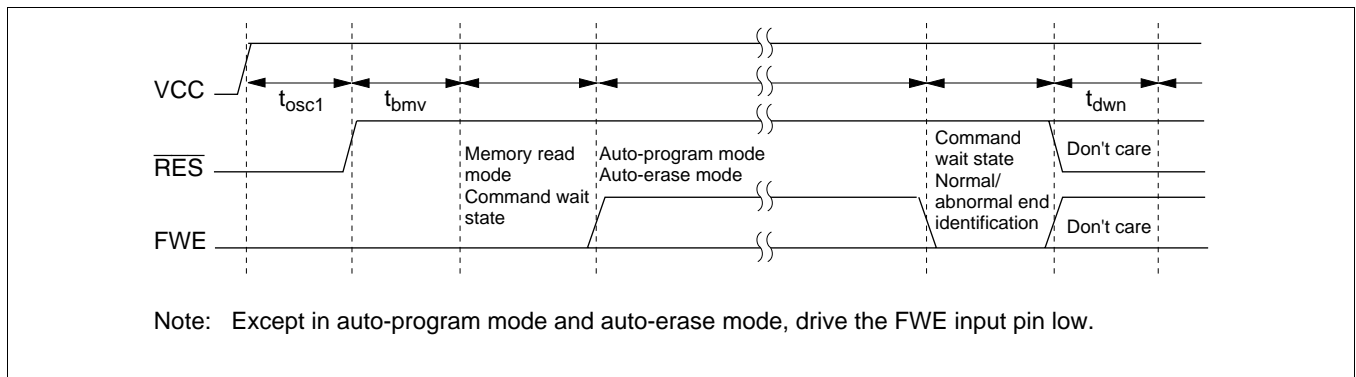 VCC
tosc1
tbmv
tdwn
RES
Memory read
mode
Command wait
state
Auto-program mode
Auto-erase mode
Command
wait state
Normal/
abnormal end
identification
Don't care
FWE
Don't care
Note: Except in auto-program mode and auto-erase mode, drive the FWE input pin low.